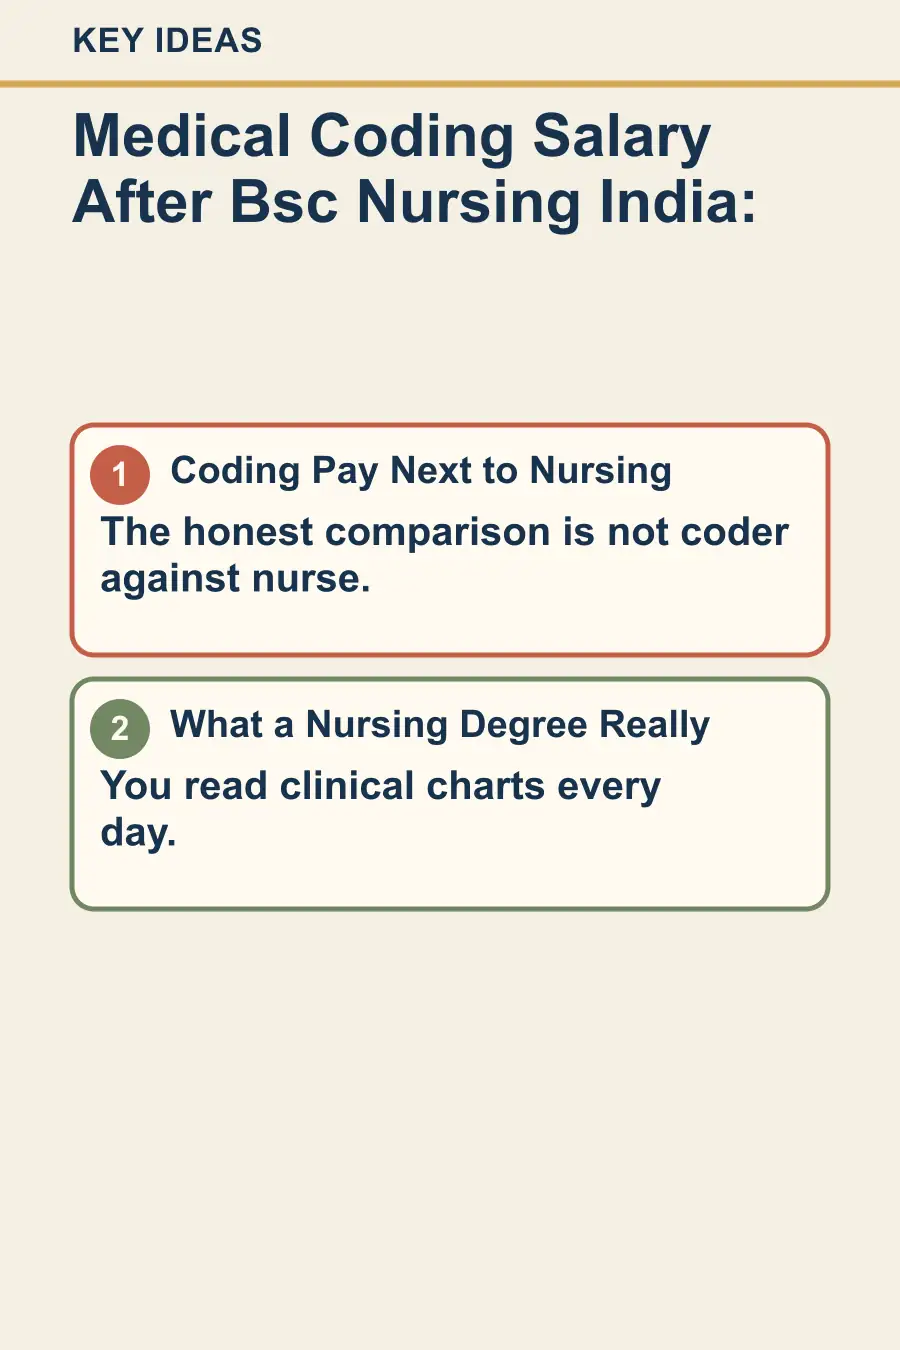 KEY IDEAS
Medical Coding Salary
After Bsc Nursing India:
1 Coding Pay Next to Nursing
The honest comparison is not coder
against nurse.
2 What a Nursing Degree Really
You read clinical charts every
day.